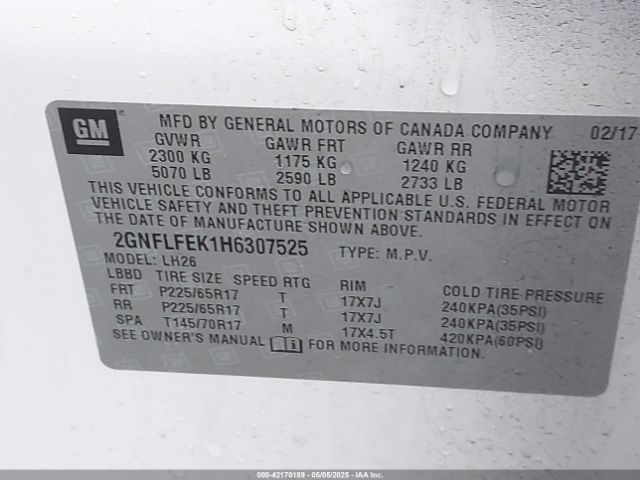 GM
MFD BY GENERAL MOTORS OF CANADA COMPANY 02/17
GVWR GAWR FRT GAWR RR
2300 KG 1175 KG 1240 KG
5070 LB 2590 LB 2733 LB
THIS VEHICLE CONFORMS TO ALL APPLICABLE U.S. FEDERAL MOTOR
VEHICLE SAFETY AND THEFT PREVENTION STANDARDS IN EFFECT ON
THE DATE OF MANUFACTURE SHOWN ABOVE.
2GNFLFEK1H6307525 TYPE: M.P.V.
MODEL: LH26
LBBD TIRE SIZE SPEED RTG RIM COLD TIRE PRESSURE
FRT P225/65R17 T 17X7J 240KPA(35PSI)
RR P225/65R17 T 17X7J 240KPA(35PSI)
SPA T145/70R17 M 17X4.5T 420KPA(60PSI)
SEE OWNER'S MANUAL FOR MORE INFORMATION.
000-42170189 - 05/05/2025 - IAAI.COM